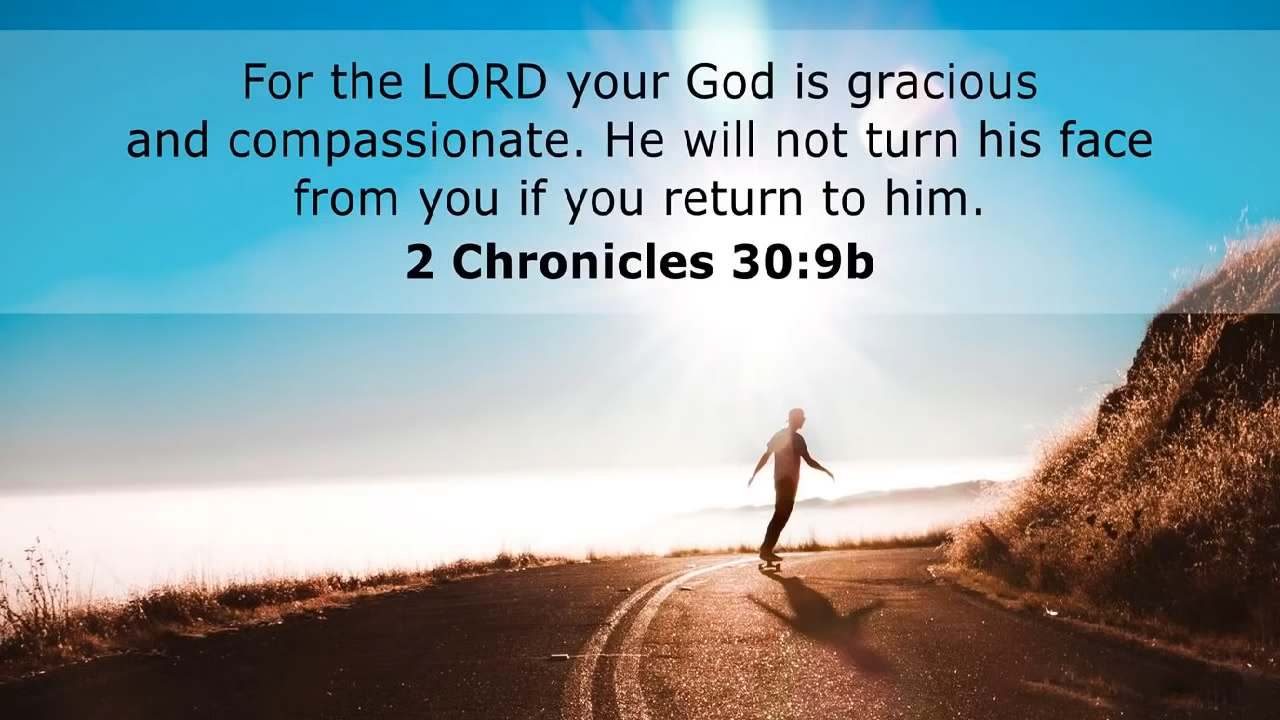 For the LORD your God is gracious
and compassionate. He will not turn his face
from you if you return to him.
2 Chronicles 30:9b